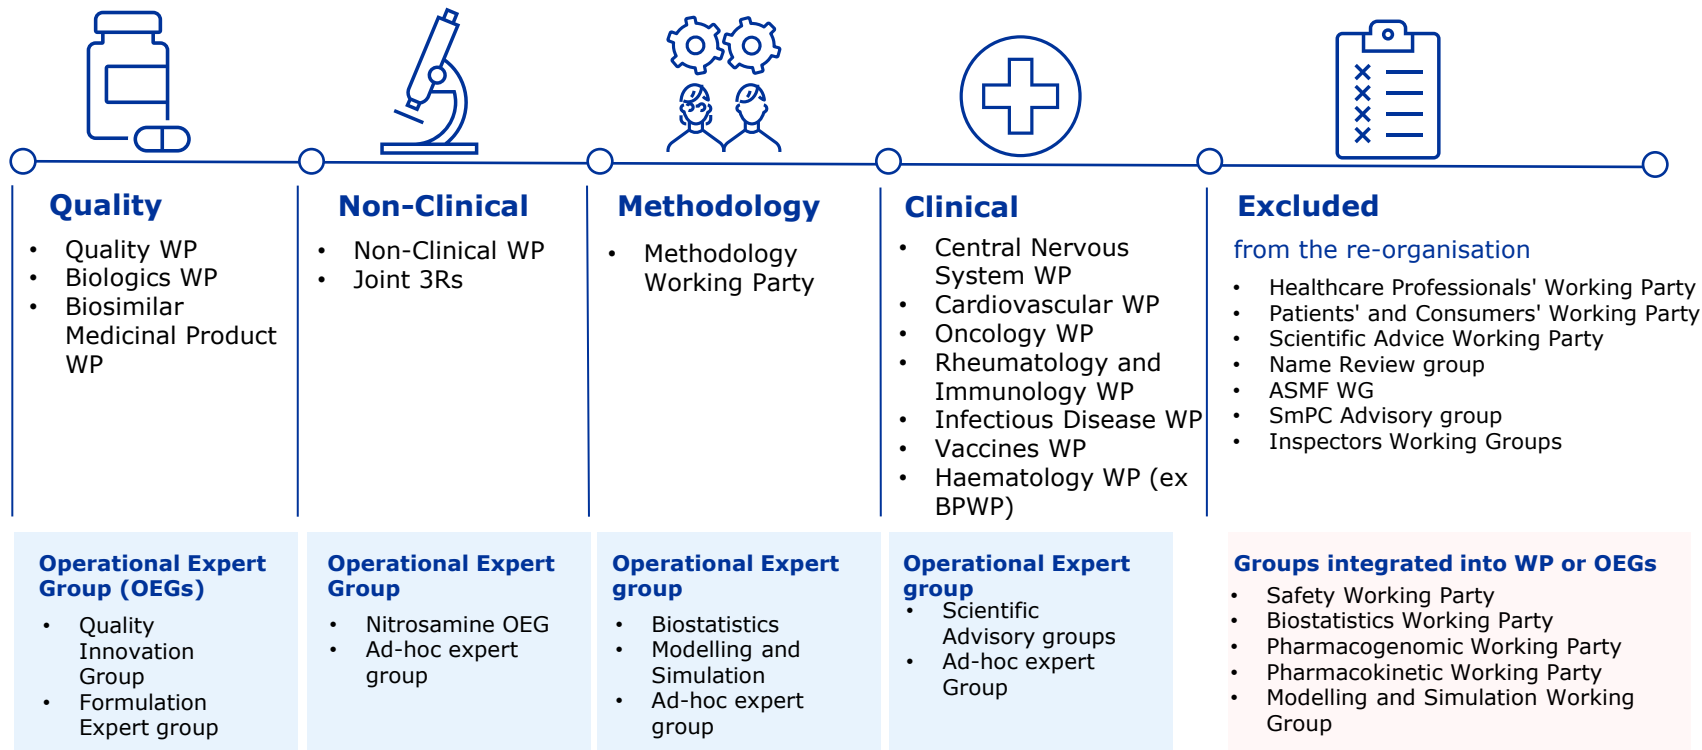 Quality
• Quality WP
• Biologics WP
• Biosimilar
Medicinal Product
WP
Non-Clinical
• Non-Clinical WP
• Joint 3Rs
Methodology
• Methodology
Working Party
Clinical
• Central Nervous
System WP
• Cardiovascular WP
• Oncology WP
• Rheumatology and
Immunology WP
• Infectious Disease WP
• Vaccines WP
• Haematology WP (ex
BPWP)
Excluded
from the re-organisation
• Healthcare Professionals' Working Party
• Patients' and Consumers' Working Party
• Scientific Advice Working Party
• Name Review group
• ASMF WG
• SmPC Advisory group
• Inspectors Working Groups
Operational Expert
Group (OEGs)
• Quality
Innovation
Group
• Formulation
Expert group
Operational Expert
Group
• Nitrosamine OEG
• Ad-hoc expert
group
Operational Expert
group
• Biostatistics
• Modelling and
Simulation
• Ad-hoc expert
group
Operational Expert
group
• Scientific
Advisory groups
• Ad-hoc expert
Group
Groups integrated into WP or OEGs
• Safety Working Party
• Biostatistics Working Party
• Pharmacogenomic Working Party
• Pharmacokinetic Working Party
• Modelling and Simulation Working
Group